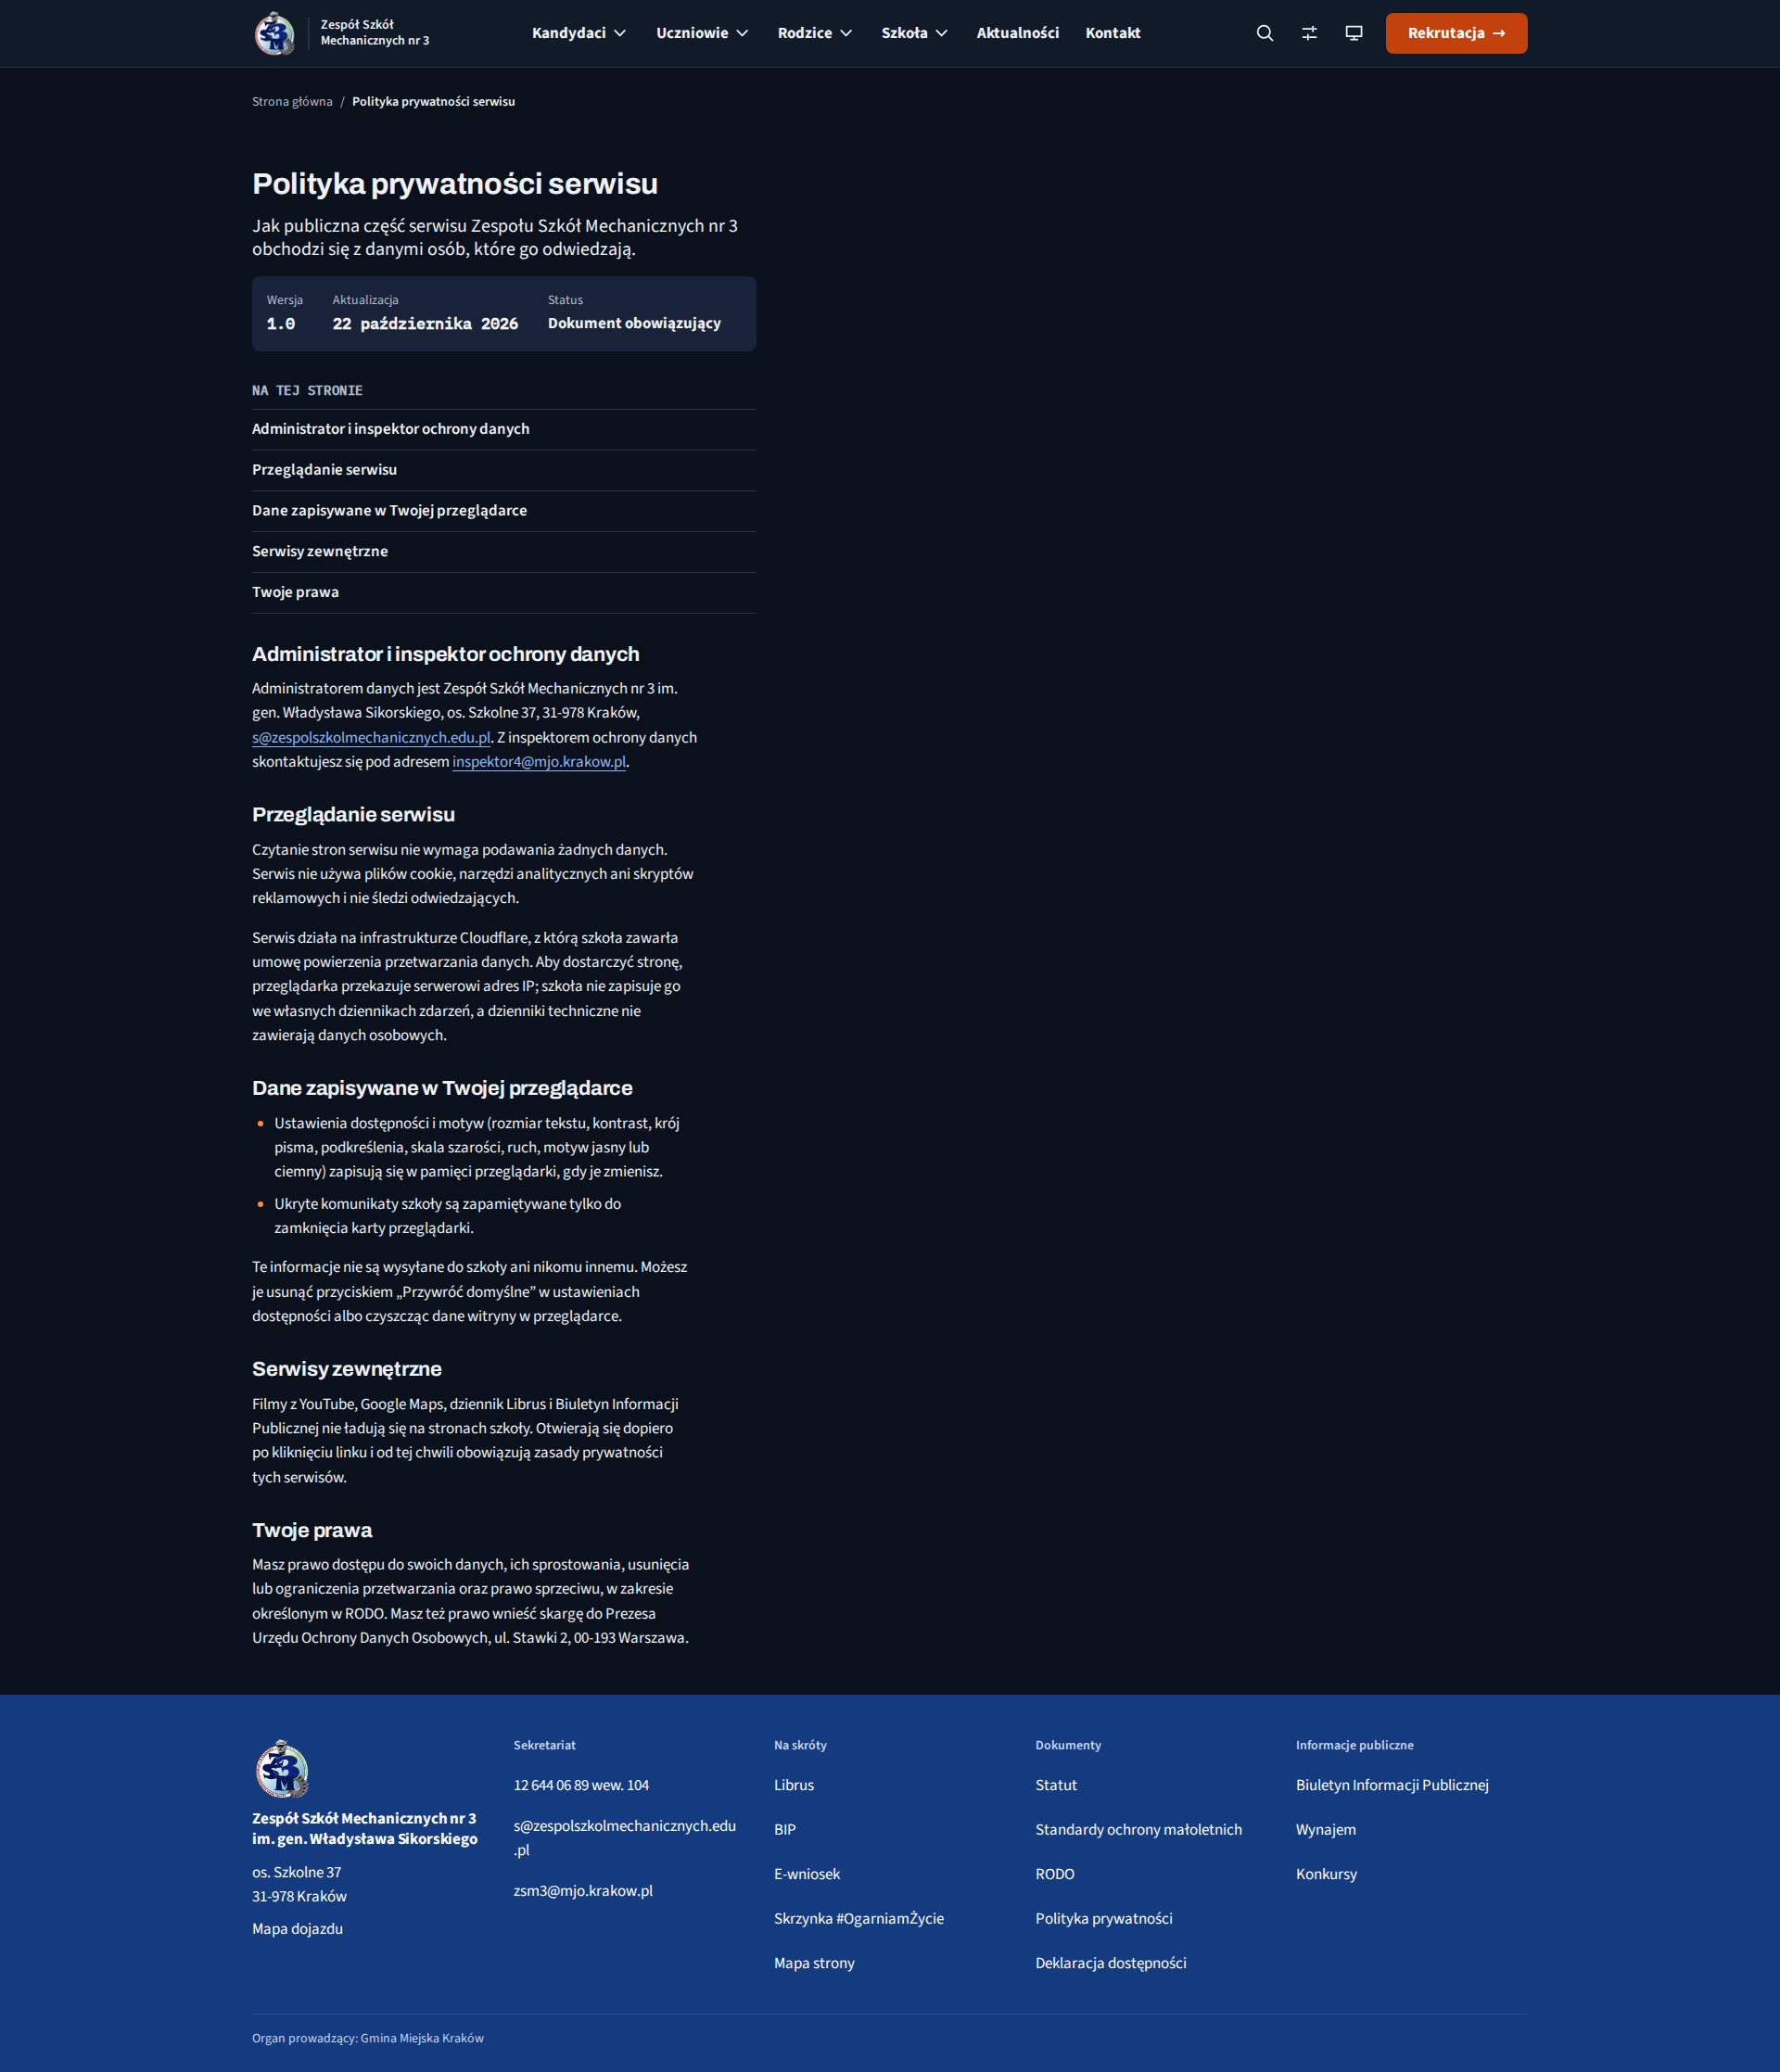 Zespół Szkół
Mechanicznych nr 3
Kandydaci
Uczniowie
Rodzice
Szkoła
Aktualności
Kontakt
Rekrutacja →
Strona główna / Polityka prywatności serwisu
Polityka prywatności serwisu
Jak publiczna część serwisu Zespołu Szkół Mechanicznych nr 3
obchodzi się z danymi osób, które go odwiedzają.
Wersja
1.0
Aktualizacja
22 października 2026
Status
Dokument obowiązujący
NA TEJ STRONIE
Administrator i inspektor ochrony danych
Przeglądanie serwisu
Dane zapisywane w Twojej przeglądarce
Serwisy zewnętrzne
Twoje prawa
Administrator i inspektor ochrony danych
Administratorem danych jest Zespół Szkół Mechanicznych nr 3 im.
gen. Władysława Sikorskiego, os. Szkolne 37, 31-978 Kraków,
s@zespolszkolmechanicznych.edu.pl. Z inspektorem ochrony danych
skontaktujesz się pod adresem inspektor4@mjo.krakow.pl.
Przeglądanie serwisu
Czytanie stron serwisu nie wymaga podawania żadnych danych.
Serwis nie używa plików cookie, narzędzi analitycznych ani skryptów
reklamowych i nie śledzi odwiedzających.
Serwis działa na infrastrukturze Cloudflare, z którą szkoła zawarła
umowę powierzenia przetwarzania danych. Aby dostarczyć stronę,
przeglądarka przekazuje serwerowi adres IP; szkoła nie zapisuje go
we własnych dziennikach zdarzeń, a dzienniki techniczne nie
zawierają danych osobowych.
Dane zapisywane w Twojej przeglądarce
Ustawienia dostępności i motyw (rozmiar tekstu, kontrast, krój
pisma, podkreślenia, skala szarości, ruch, motyw jasny lub
ciemny) zapisują się w pamięci przeglądarki, gdy je zmienisz.
Ukryte komunikaty szkoły są zapamiętywane tylko do
zamknięcia karty przeglądarki.
Te informacje nie są wysyłane do szkoły ani nikomu innemu. Możesz
je usunąć przyciskiem „Przywróć domyślne” w ustawieniach
dostępności albo czyszcząc dane witryny w przeglądarce.
Serwisy zewnętrzne
Filmy z YouTube, Google Maps, dziennik Librus i Biuletyn Informacji
Publicznej nie ładują się na stronach szkoły. Otwierają się dopiero
po kliknięciu linku i od tej chwili obowiązują zasady prywatności
tych serwisów.
Twoje prawa
Masz prawo dostępu do swoich danych, ich sprostowania, usunięcia
lub ograniczenia przetwarzania oraz prawo sprzeciwu, w zakresie
określonym w RODO. Masz też prawo wnieść skargę do Prezesa
Urzędu Ochrony Danych Osobowych, ul. Stawki 2, 00-193 Warszawa.
Zespół Szkół Mechanicznych nr 3
im. gen. Władysława Sikorskiego
os. Szkolne 37
31-978 Kraków
Mapa dojazdu
Sekretariat
12 644 06 89 wew. 104
s@zespolszkolmechanicznych.edu
.pl
zsm3@mjo.krakow.pl
Na skróty
Librus
BIP
E-wniosek
Skrzynka #OgarniamŻycie
Mapa strony
Dokumenty
Statut
Standardy ochrony małoletnich
RODO
Polityka prywatności
Deklaracja dostępności
Informacje publiczne
Biuletyn Informacji Publicznej
Wynajem
Konkursy
Organ prowadzący: Gmina Miejska Kraków